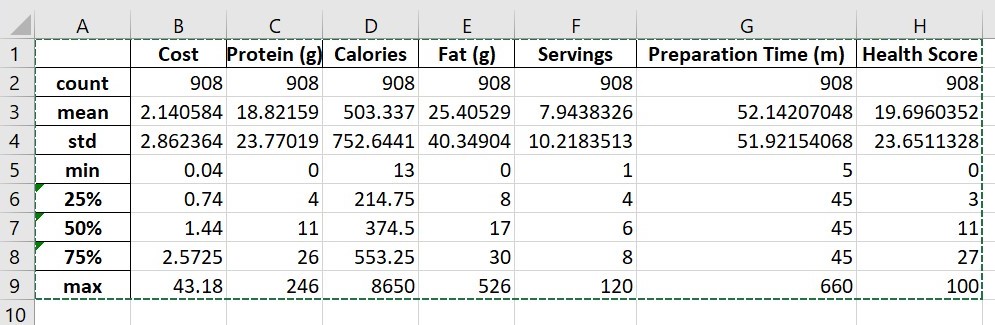 A B C D E F G H
1 Cost Protein (g) Calories Fat (g) Servings Preparation Time (m) Health Score
2 count 908 908 908 908 908 908 908
3 mean 2.140584 18.82159 503.337 25.40529 7.9438326 52.14207048 19.6960352
4 std 2.862364 23.77019 752.6441 40.34904 10.2183513 51.92154068 23.6511328
5 min 0.04 0 13 0 1 5 0
6 25% 0.74 4 214.75 8 4 45 3
7 50% 1.44 11 374.5 17 6 45 11
8 75% 2.5725 26 553.25 30 8 45 27
9 max 43.18 246 8650 526 120 660 100
10